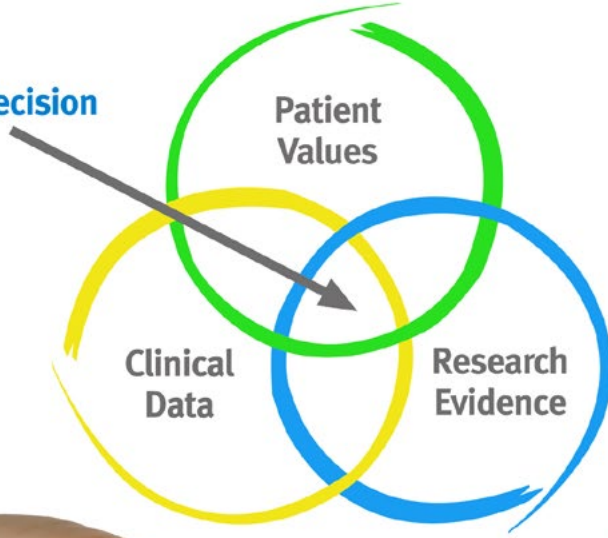 ecision
Patient
Values
Clinical
Data
Research
Evidence